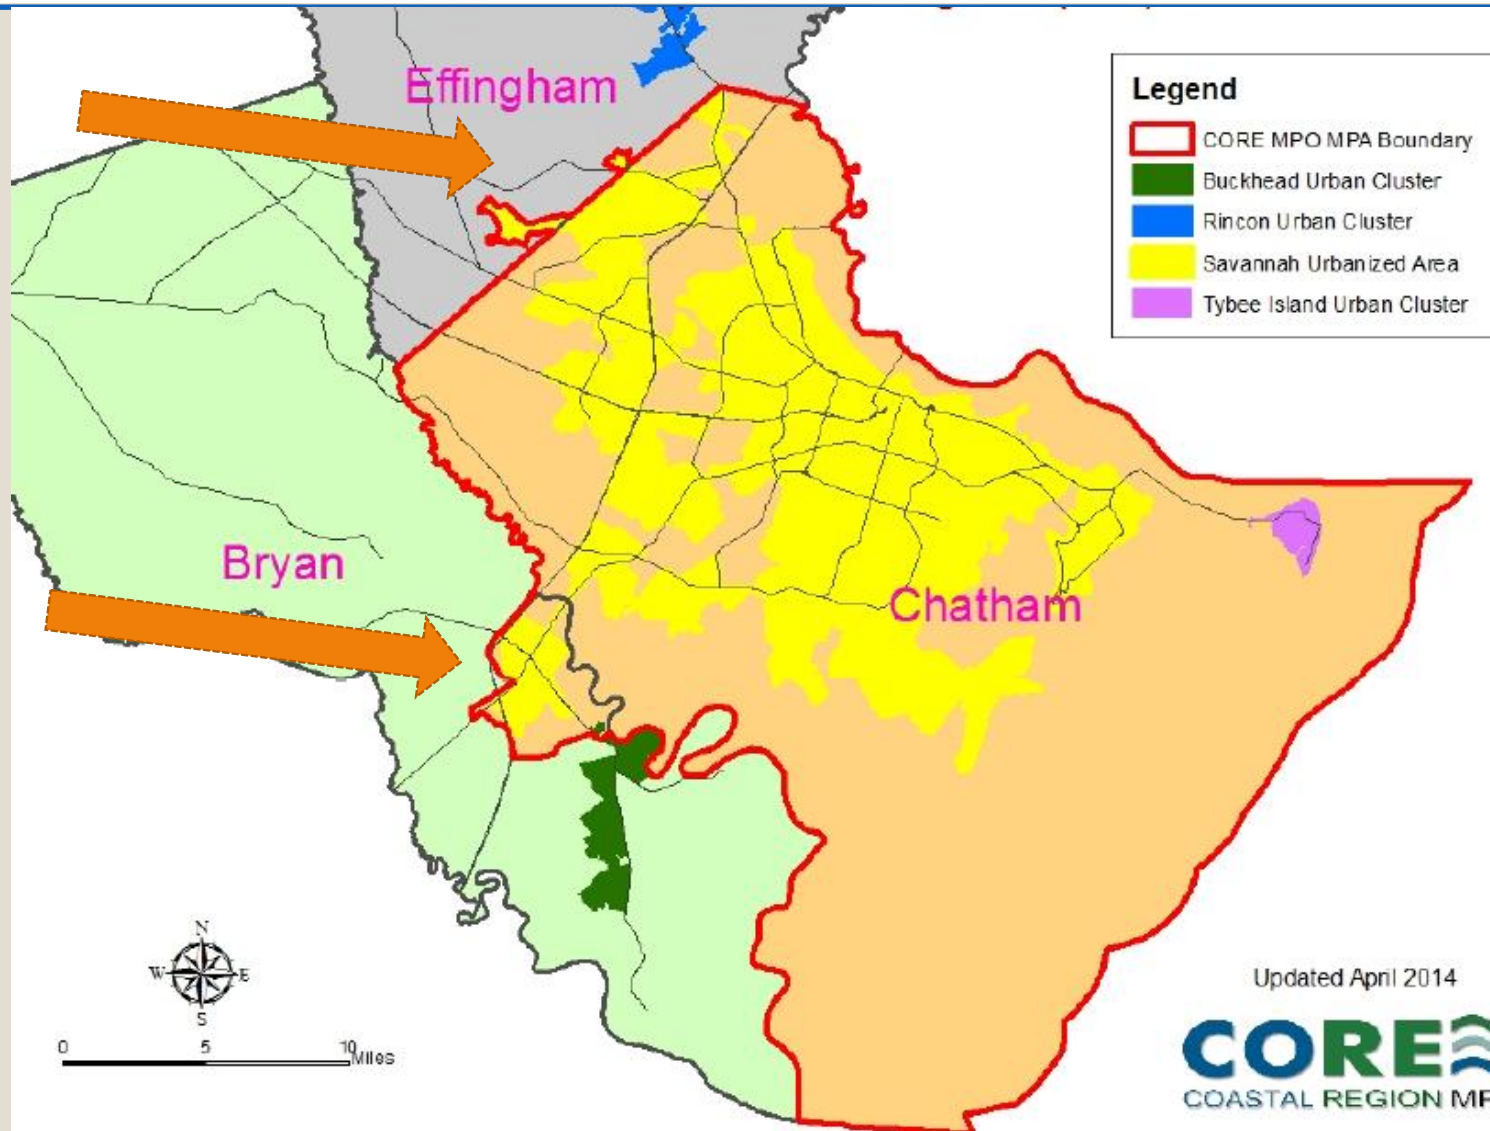 Effingham
Legend
CORE MPO MPA Boundary
Buckhead Urban Cluster
Rincon Urban Cluster
Savannah Urbanized Area
Tybee Island Urban Cluster
Bryan
Chatham
N
W E
S
0 5 10 Miles
Updated April 2014
CORE
COASTAL REGION MP